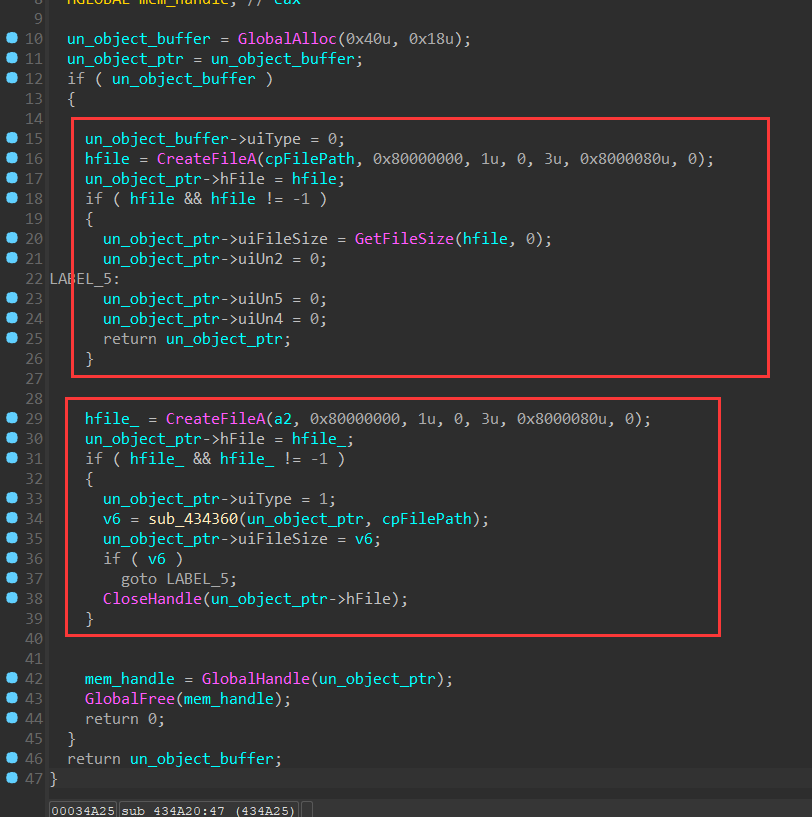 8 HGLOBAL mem_handle; // eax
9
10 un_object_buffer = GlobalAlloc(0x40u, 0x18u);
11 un_object_ptr = un_object_buffer;
12 if ( un_object_buffer )
13 {
14
15 un_object_buffer->uiType = 0;
16 hfile = CreateFileA(cpFilePath, 0x80000000, 1u, 0, 3u, 0x8000080u, 0);
17 un_object_ptr->hFile = hfile;
18 if ( hfile && hfile != -1 )
19 {
20 un_object_ptr->uiFileSize = GetFileSize(hfile, 0);
21 un_object_ptr->uiUn2 = 0;
22 LABEL_5:
23 un_object_ptr->uiUn5 = 0;
24 un_object_ptr->uiUn4 = 0;
25 return un_object_ptr;
26 }
27
28
29 hfile_ = CreateFileA(a2, 0x80000000, 1u, 0, 3u, 0x8000080u, 0);
30 un_object_ptr->hFile = hfile_;
31 if ( hfile_ && hfile_ != -1 )
32 {
33 un_object_ptr->uiType = 1;
34 v6 = sub_434360(un_object_ptr, cpFilePath);
35 un_object_ptr->uiFileSize = v6;
36 if ( v6 )
37 goto LABEL_5;
38 CloseHandle(un_object_ptr->hFile);
39 }
40
41
42 mem_handle = GlobalHandle(un_object_ptr);
43 GlobalFree(mem_handle);
44 return 0;
45 }
46 return un_object_buffer;
47 }
00034A25 sub_434A20:47 (434A25)